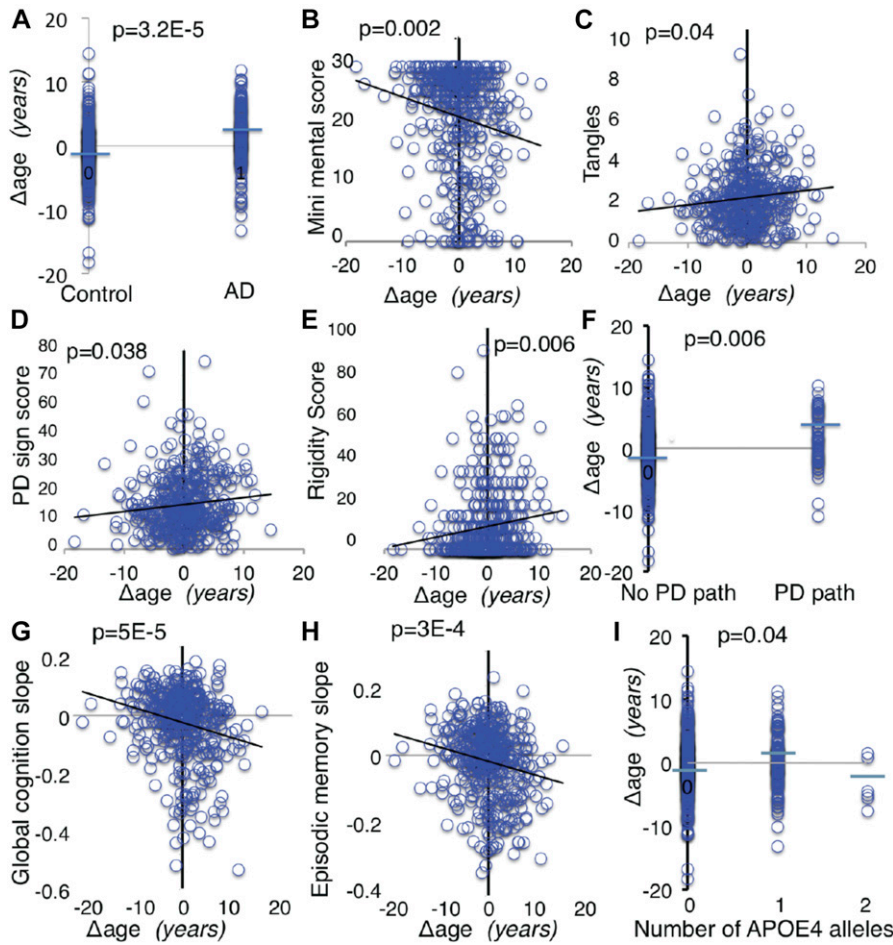 A
p=3.2E-5
Δage (years)
20
10
0
-10
-20
0
1
Control
AD
B
p=0.002
Mini mental score
30
20
10
0
-20
-10
0
10
20
Δage (years)
C
p=0.04
Tangles
10
8
6
4
2
0
-20
-10
0
10
20
Δage (years)
D
p=0.038
PD sign score
80
70
60
50
40
30
20
10
0
-20
-10
0
10
20
Δage (years)
E
p=0.006
Rigidity Score
100
80
60
40
20
0
-20
-10
0
10
20
Δage (years)
F
p=0.006
Δage (years)
20
10
0
-10
-20
0
No PD path
PD path
G
p=5E-5
Global cognition slope
0.2
0
-0.2
-0.4
-0.6
-20
-10
0
10
20
Δage (years)
H
p=3E-4
Episodic memory slope
0.2
0
-0.2
-0.4
-20
-10
0
10
20
Δage (years)
I
p=0.04
Δage (years)
20
10
0
-10
-20
0
0
1
2
Number of APOE4 alleles